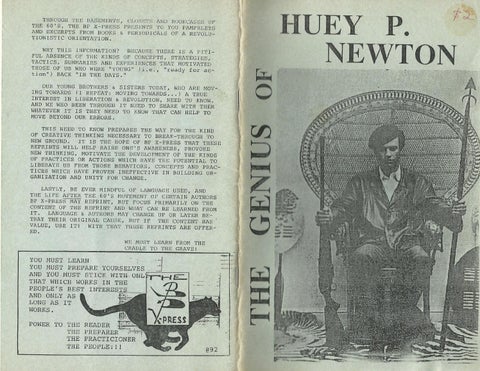 THROUGH THE BASEMENTS, CLOSETS AND BOOKCASES OF
THE 60'S, THE BP X-PRESS PRESENTS TO YOU PAMPHLETS
AND EXCERPTS FROM BOOKS & PERIODICALS OF A REVOLU-
TIONISTIC ORIENTATION.
WHY THIS INFORMATION? BECAUSE THERE IS A PITI-
FUL ABSENCE OF THE KINDS OF CONCEPTS, STRATEGIES,
TACTICS, SUMMARIES AND EXPERIENCES THAT MOTIVATED
THOSE OF US WHO WERE "YOUNG" (i.e., "ready for ac-
tion") BACK "IN THE DAYS."
OUR YOUNG BROTHERS & SISTERS TODAY, WHO ARE MOV-
ING TOWARDS (I REPEAT: MOVING TOWARDS...) A TRUE
INTEREST IN LIBERATION & REVOLUTION, NEED TO KNOW.
AND WE WHO BEEN THROUGH IT NEED TO SHARE WITH THEM
WHATEVER IT IS THEY NEED TO KNOW THAT CAN HELP TO
MOVE BEYOND OUR ERRORS.
THIS NEED TO KNOW PREPARES THE WAY FOR THE KIND
OF CREATIVE THINKING NECESSARY TO BREAK-THROUGH TO
NEW GROUND. IT IS THE HOPE OF BP X-PRESS THAT THESE
REPRINTS WILL HELP RAISE ONE'S AWARENESS, PROVOKE
NEW THINKING, MOTIVATE THE DEVELOPMENT OF THE KINDS
OF PRACTICES OR ACTIONS WHICH HAVE THE POTENTIAL TO
LIBERATE US FROM THOSE BEHAVIORS, CONCEPTS AND PRAC-
TICES WHICH HAVE PROVEN INEFFECTIVE IN BUILDING OR-
GANIZATION AND UNITY FOR CHANGE.
LASTLY, BE EVER MINDFUL OF LANGUAGE USED, AND
THE LIFE AFTER THE 60'S MOVEMENT OF CERTAIN AUTHORS
BP X-PRESS MAY REPRINT, BUT FOCUS PRIMARILY ON THE
CONTENT OF THE REPRINT AND WHAT CAN BE LEARNED FROM
IT. LANGUAGE & AUTHORS MAY CHANGE UP OR LATER BE-
TRAY THEIR ORIGINAL CAUSE, BUT IF THE CONTENT HAS
VALUE, USE IT! WITH THAT THESE REPRINTS ARE OFFER-
ED.
WE MUST LEARN FROM THE
CRADLE TO THE GRAVE!
YOU MUST LEARN
YOU MUST PREPARE YOURSELVES
AND YOU MUST STICK WITH ONLY
THAT WHICH WORKS IN THE
PEOPLE'S BEST INTERESTS
AND ONLY AS
LONG AS IT
WORKS.
THE
BP
X-PRESS
POWER TO THE READER
THE PREPARER
THE PRACTICIONER
THE PEOPLE!!!
@92
THE GENIUS OF
HUEY P.
NEWTON
$2